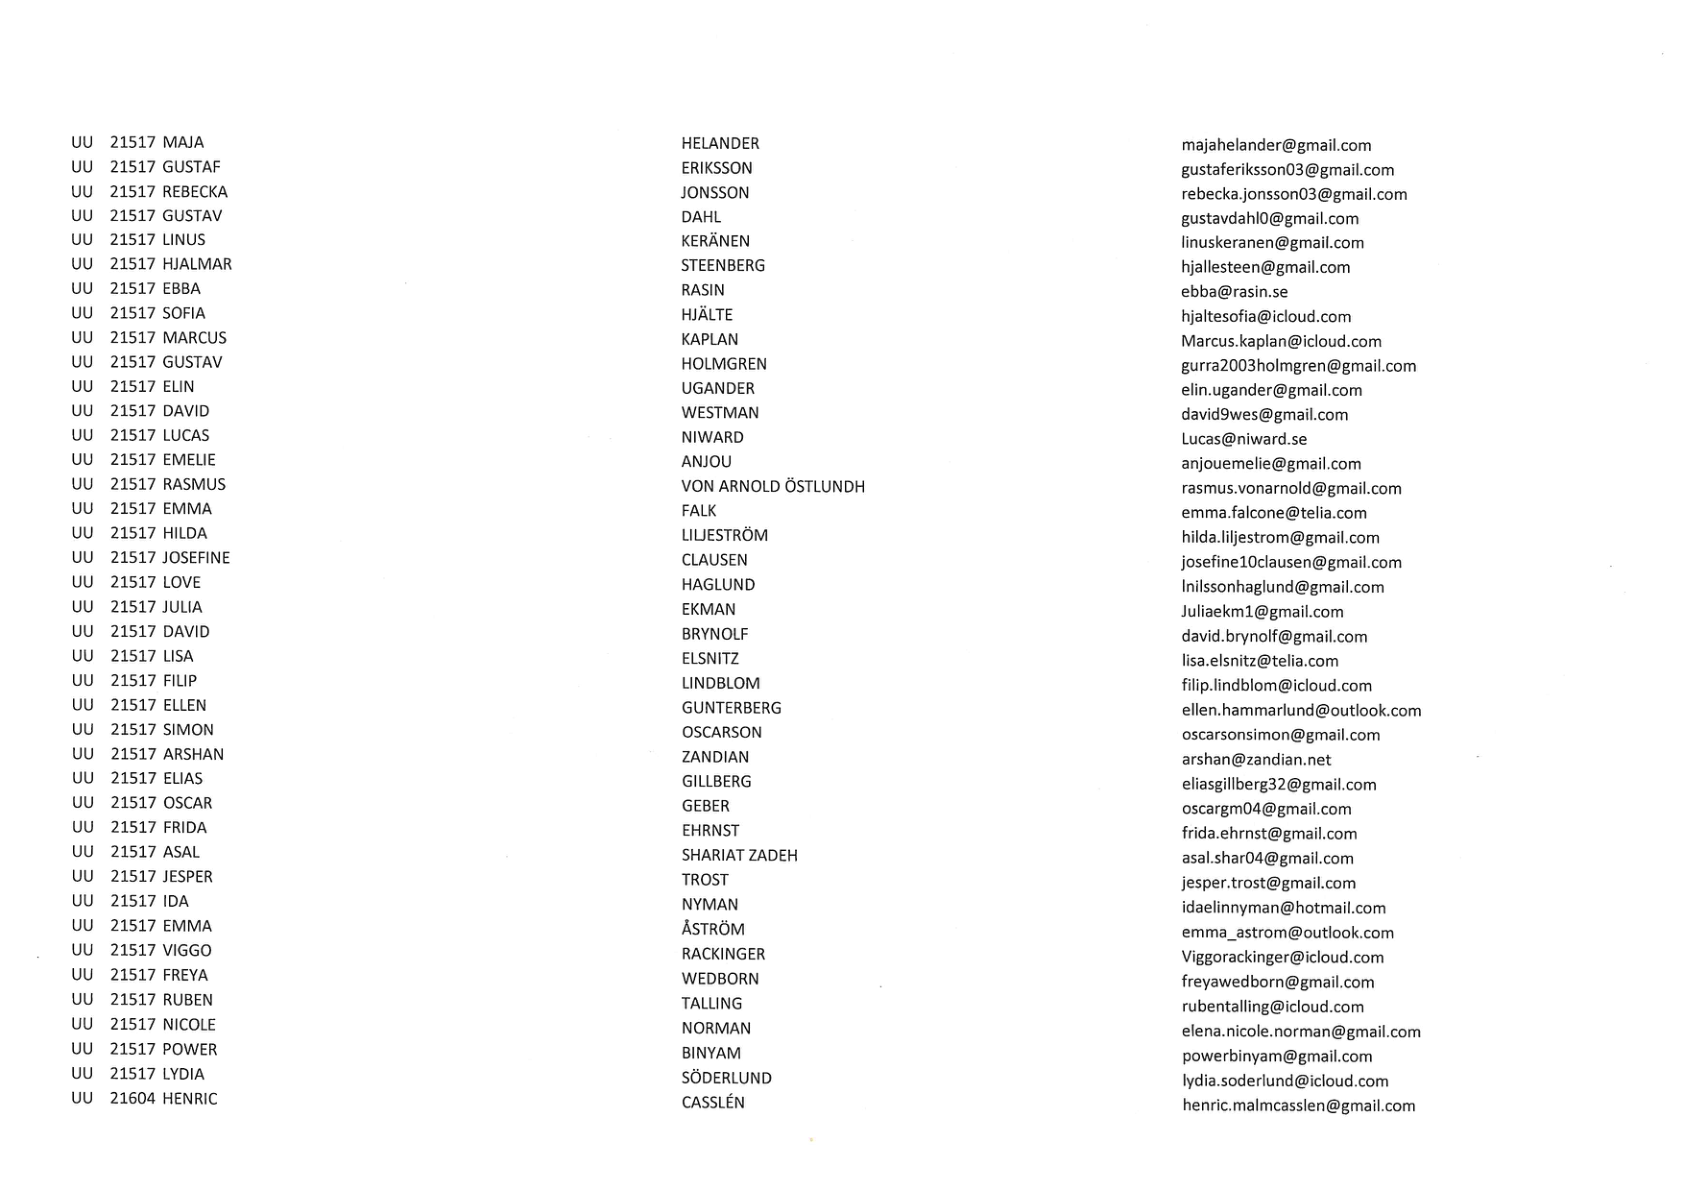 UU 21517 MAJA HELANDER majahelander@gmail.com
UU 21517 GUSTAF ERIKSSON gustaferiksson03@gmail.com
UU 21517 REBECKA JONSSON rebecka.jonsson03@gmail.com
UU 21517 GUSTAV DAHL gustavdahl0@gmail.com
UU 21517 LINUS KERÄNEN linuskeranen@gmail.com
UU 21517 HJALMAR STEENBERG hjallesteen@gmail.com
UU 21517 EBBA RASIN ebba@rasin.se
UU 21517 SOFIA HJÄLTE hjaltesofia@icloud.com
UU 21517 MARCUS KAPLAN Marcus.kaplan@icloud.com
UU 21517 GUSTAV HOLMGREN gurra2003holmgren@gmail.com
UU 21517 ELIN UGANDER elin.ugander@gmail.com
UU 21517 DAVID WESTMAN david9wes@gmail.com
UU 21517 LUCAS NIWARD Lucas@niward.se
UU 21517 EMELIE ANJOU anjouemelie@gmail.com
UU 21517 RASMUS VON ARNOLD ÖSTLUNDH rasmus.vonarnold@gmail.com
UU 21517 EMMA FALK emma.falcone@telia.com
UU 21517 HILDA LILJESTRÖM hilda.liljestrom@gmail.com
UU 21517 JOSEFINE CLAUSEN josefine10clausen@gmail.com
UU 21517 LOVE HAGLUND lnilssonhaglund@gmail.com
UU 21517 JULIA EKMAN Juliaekm1@gmail.com
UU 21517 DAVID BRYNOLF david.brynolf@gmail.com
UU 21517 LISA ELSNITZ lisa.elsnitz@telia.com
UU 21517 FILIP LINDBLOM filip.lindblom@icloud.com
UU 21517 ELLEN GUNTERBERG ellen.hammarlund@outlook.com
UU 21517 SIMON OSCARSON oscarsonsimon@gmail.com
UU 21517 ARSHAN ZANDIAN arshan@zandian.net
UU 21517 ELIAS GILLBERG eliasgillberg32@gmail.com
UU 21517 OSCAR GEBER oscargm04@gmail.com
UU 21517 FRIDA EHRNST frida.ehrnst@gmail.com
UU 21517 ASAL SHARIAT ZADEH asal.shar04@gmail.com
UU 21517 JESPER TROST jesper.trost@gmail.com
UU 21517 IDA NYMAN idaelinnyman@hotmail.com
UU 21517 EMMA ÅSTRÖM emma_astrom@outlook.com
UU 21517 VIGGO RACKINGER Viggorackinger@icloud.com
UU 21517 FREYA WEDBORN freyawedborn@gmail.com
UU 21517 RUBEN TALLING rubentalling@icloud.com
UU 21517 NICOLE NORMAN elena.nicole.norman@gmail.com
UU 21517 POWER BINYAM powerbinyam@gmail.com
UU 21517 LYDIA SÖDERLUND lydia.soderlund@icloud.com
UU 21604 HENRIC CASSLÉN henric.malmcasslen@gmail.com